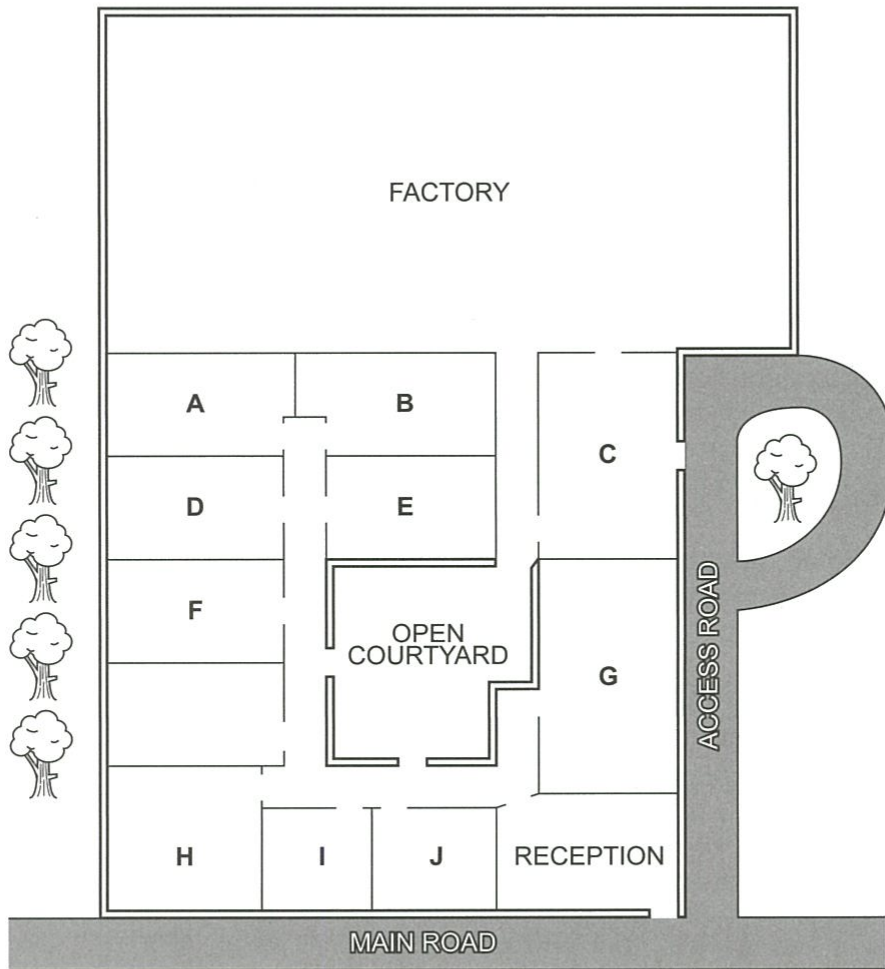 FACTORY
A
B
C
D
E
F
OPEN
COURTYARD
G
ACCESS ROAD
H
I
J
RECEPTION
MAIN ROAD